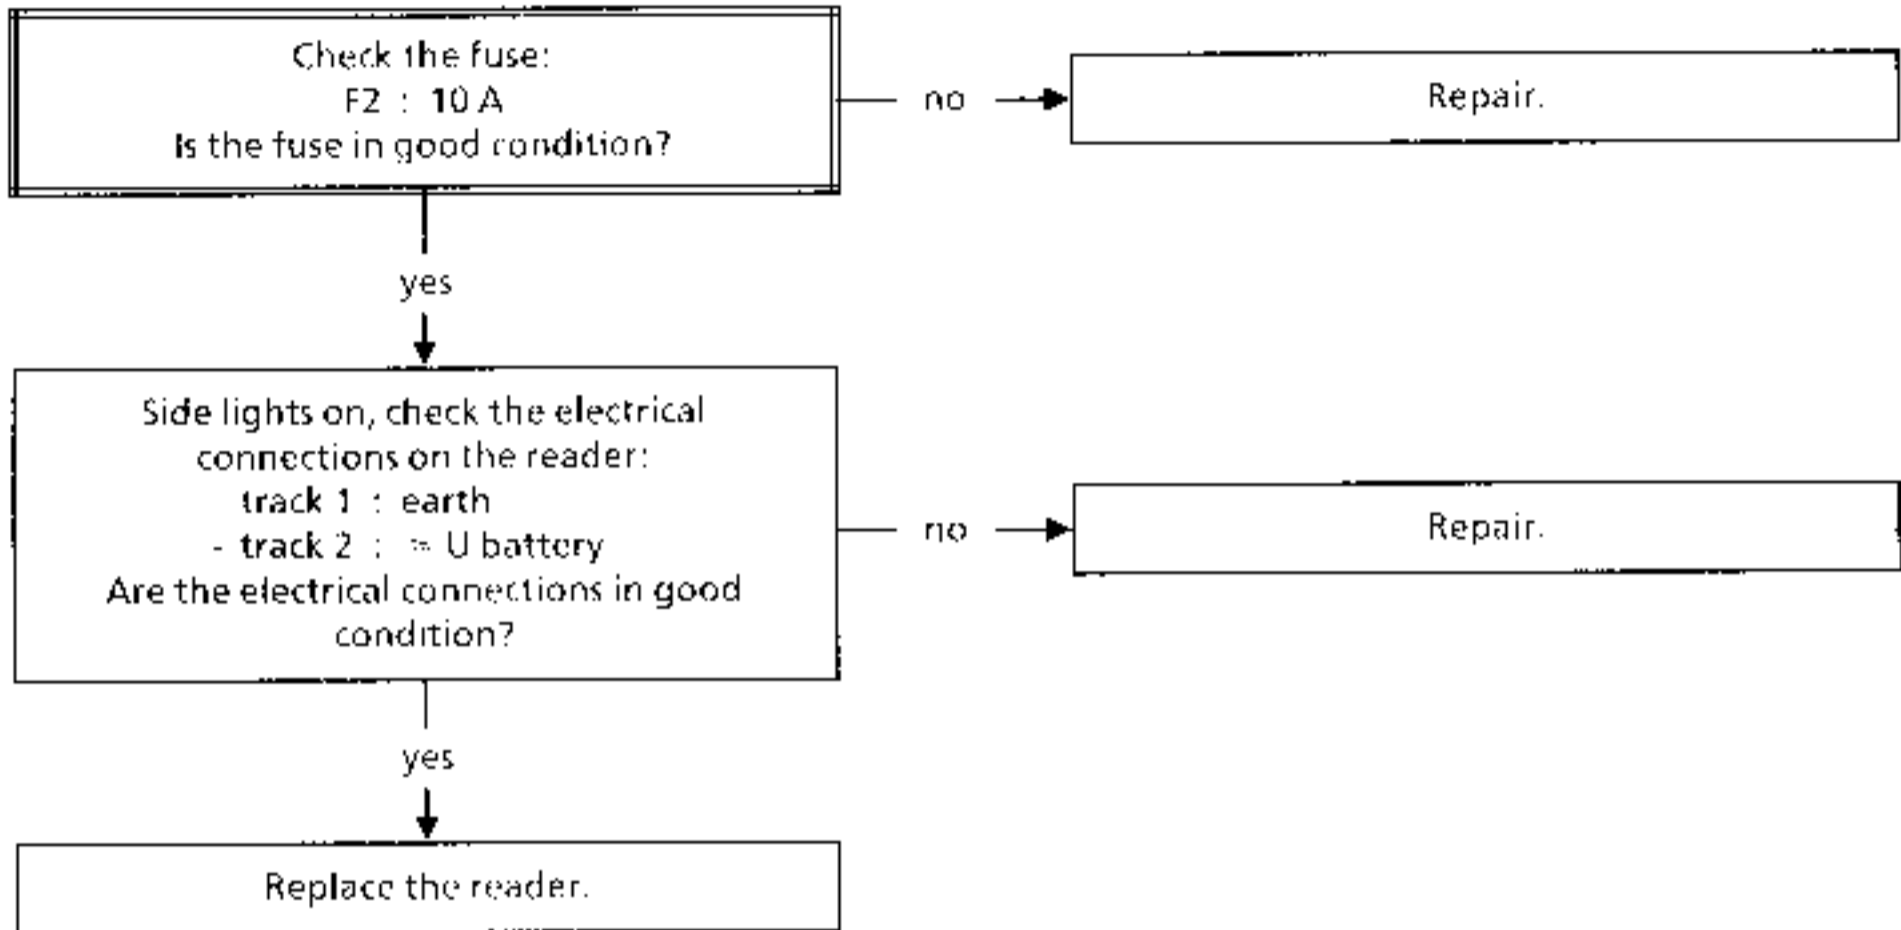 Check the fuse:
F2 : 10 A
Is the fuse in good condition?
no
Repair.
yes
Side lights on, check the electrical
connections on the reader:
track 1 : earth
- track 2 : ≈ U battery
Are the electrical connections in good
condition?
no
Repair.
yes
Replace the reader.